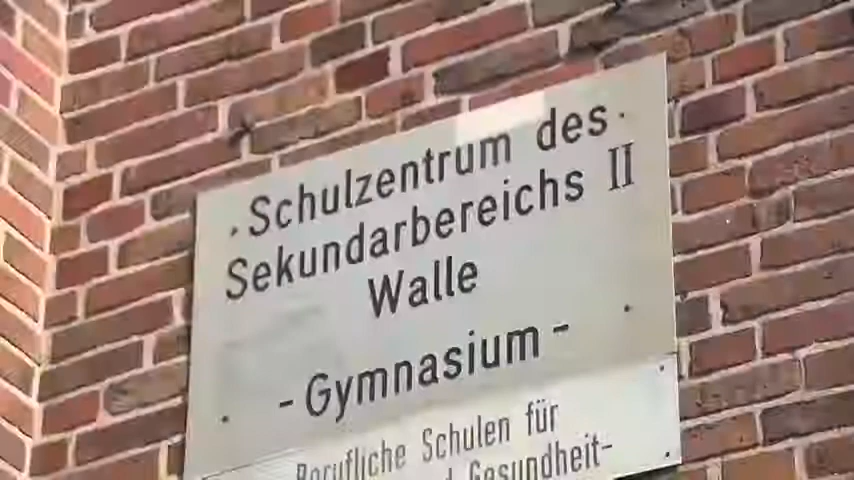 Schulzentrum des
Sekundarbereichs II
Walle
- Gymnasium -
Berufliche Schulen für
Gesundheit-